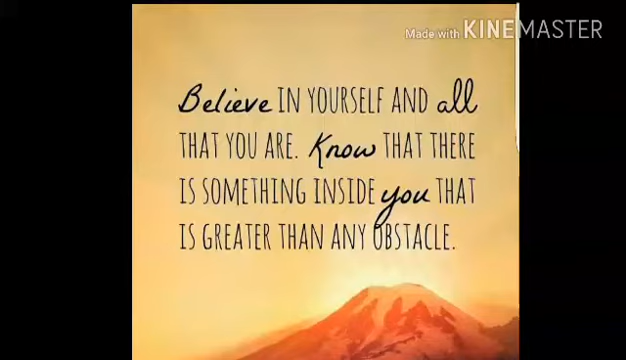 Made with KINEMASTER
Believe IN YOURSELF AND all
THAT YOU ARE. Know THAT THERE
IS SOMETHING INSIDE you THAT
IS GREATER THAN ANY OBSTACLE.